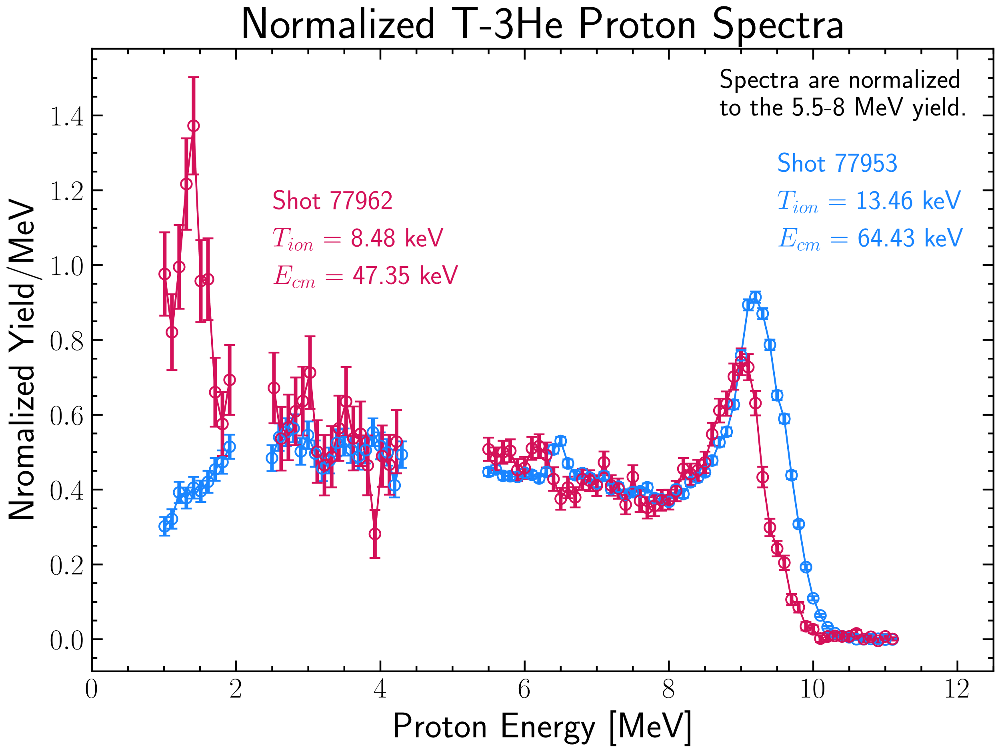 Normalized T-3He Proton Spectra
Spectra are normalized
to the 5.5-8 MeV yield.
Shot 77953
T_ion = 13.46 keV
E_cm = 64.43 keV
Shot 77962
T_ion = 8.48 keV
E_cm = 47.35 keV
Nromalized Yield/MeV
1.4
1.2
1.0
0.8
0.6
0.4
0.2
0.0
0 2 4 6 8 10 12
Proton Energy [MeV]